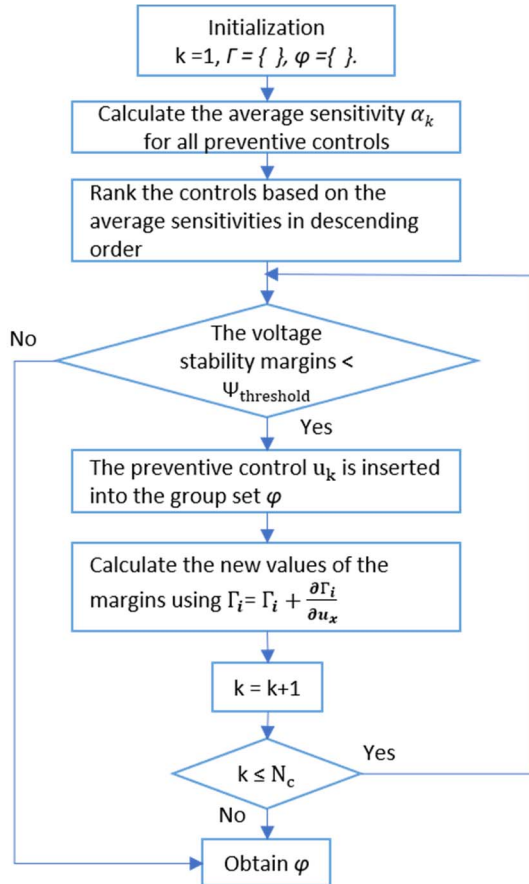 Initialization
k =1, Γ = { }, φ ={ }.
Calculate the average sensitivity αₖ
for all preventive controls
Rank the controls based on the
average sensitivities in descending
order
No
The voltage
stability margins <
Ψthreshold
Yes
The preventive control uₖ is inserted
into the group set φ
Calculate the new values of the
margins using Γᵢ= Γᵢ + ∂Γᵢ/∂uₓ
k = k+1
k ≤ N_c
Yes
No
Obtain φ